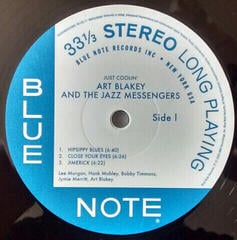 33⅓ STEREO LONG PLAYING
BLUE NOTE RECORDS INC • NEW YORK USA
JUST COOLIN'
ART BLAKEY
AND THE JAZZ MESSENGERS
Side 1
1. HIPSIPPY BLUES (6:40)
2. CLOSE YOUR EYES (6:26)
3. JIMERICK (6:22)
Lee Morgan, Hank Mobley, Bobby Timmons,
Jymie Merritt, Art Blakey.
BLUE
NOTE